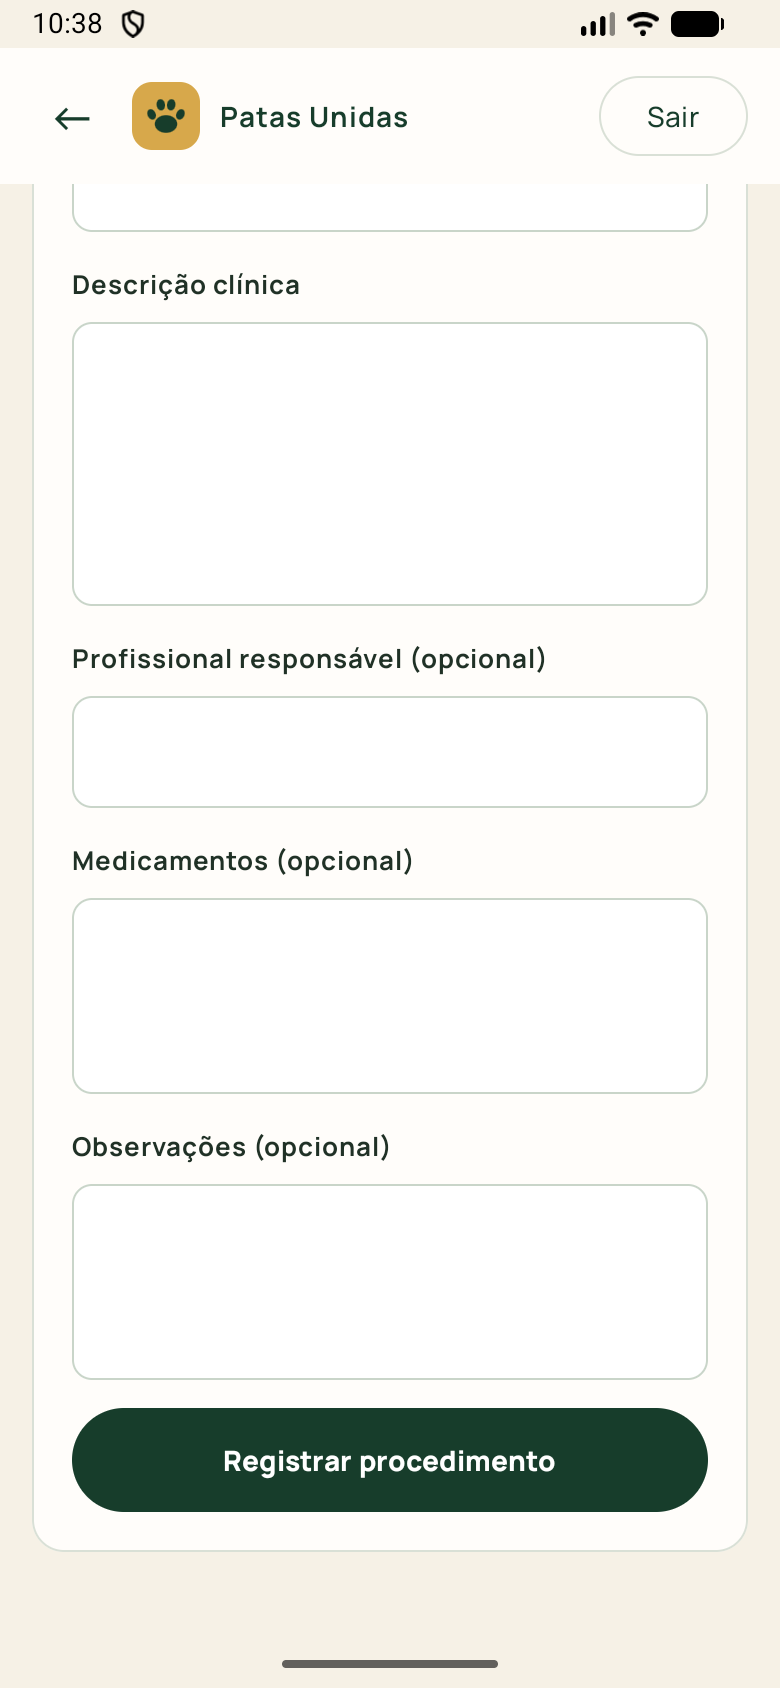 10:38
Patas Unidas
Sair
Descrição clínica
Profissional responsável (opcional)
Medicamentos (opcional)
Observações (opcional)
Registrar procedimento